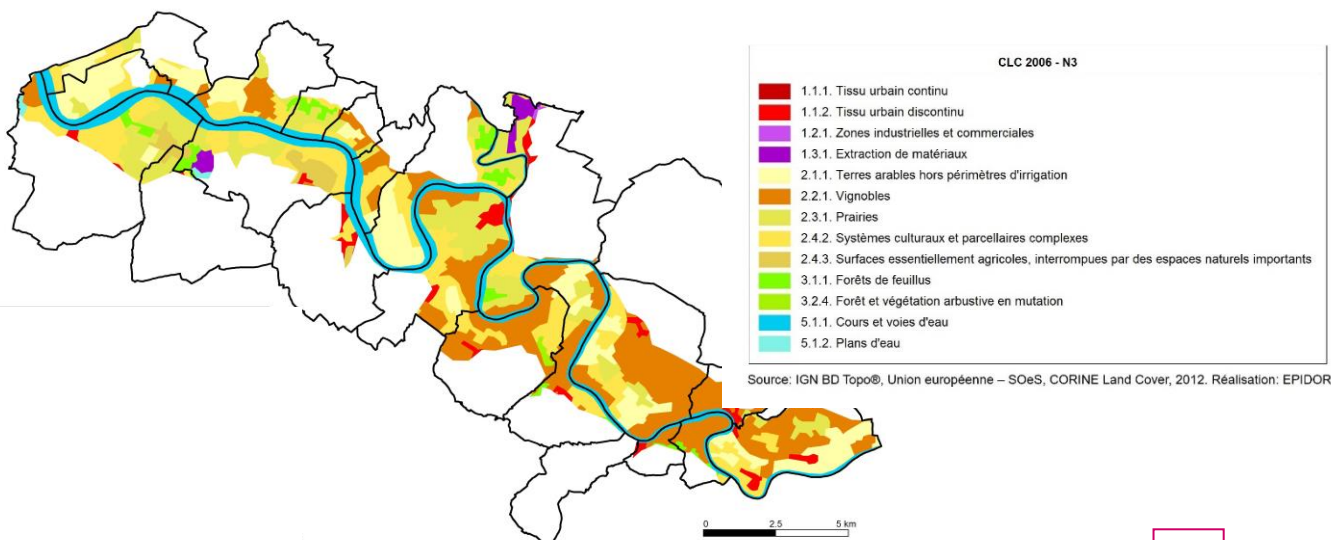 CLC 2006 - N3
1.1.1. Tissu urbain continu
1.1.2. Tissu urbain discontinu
1.2.1. Zones industrielles et commerciales
1.3.1. Extraction de matériaux
2.1.1. Terres arables hors périmètres d'irrigation
2.2.1. Vignobles
2.3.1. Prairies
2.4.2. Systèmes culturaux et parcellaires complexes
2.4.3. Surfaces essentiellement agricoles, interrompues par des espaces naturels importants
3.1.1. Forêts de feuillus
3.2.4. Forêt et végétation arbustive en mutation
5.1.1. Cours et voies d'eau
5.1.2. Plans d'eau
Source: IGN BD Topo®, Union européenne – SOeS, CORINE Land Cover, 2012. Réalisation: EPIDOR
0 2.5 5 km